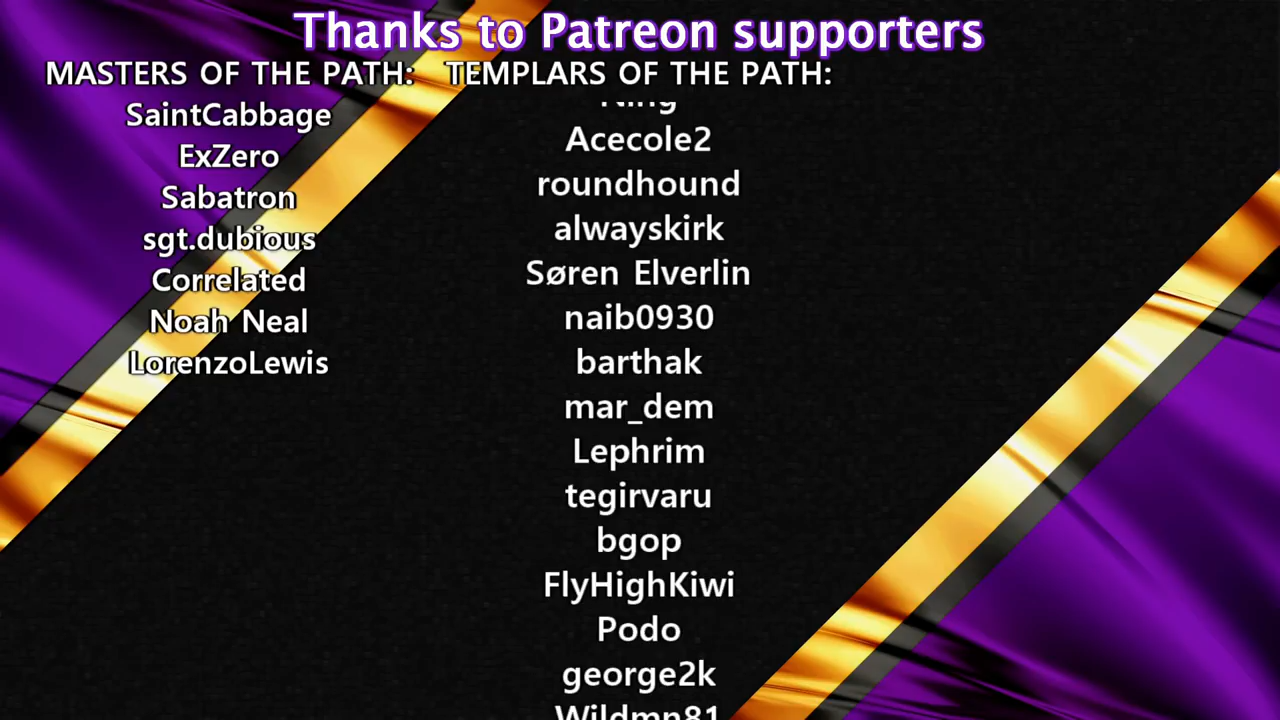 Thanks to Patreon supporters
MASTERS OF THE PATH:
SaintCabbage
ExZero
Sabatron
sgt.dubious
Correlated
Noah Neal
LorenzoLewis
TEMPLARS OF THE PATH:
Acecole2
roundhound
alwayskirk
Søren Elverlin
naib0930
barthak
mar_dem
Lephrim
tegirvaru
bgop
FlyHighKiwi
Podo
george2k
Wildmn81